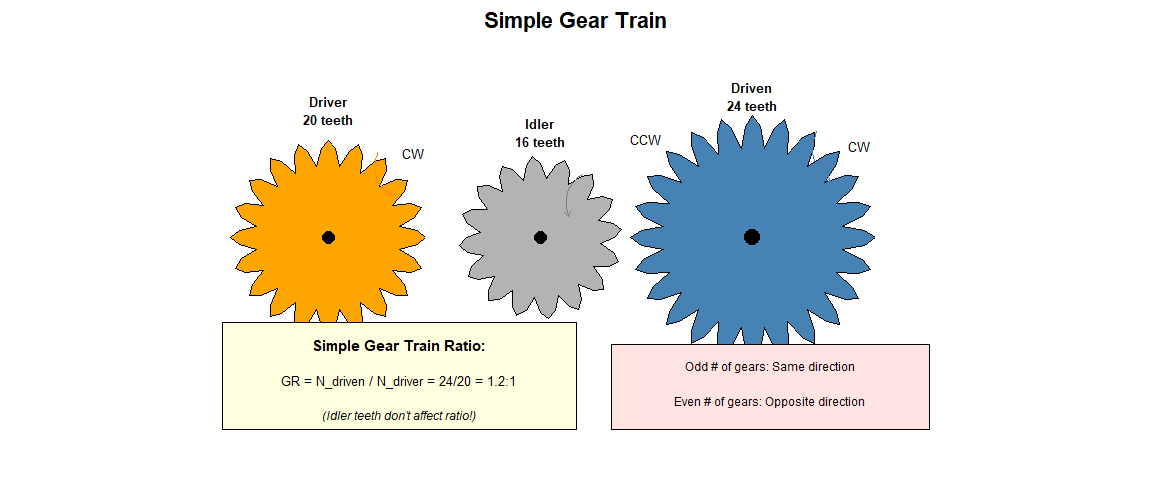 Simple Gear Train
Driver
20 teeth
CW
Idler
16 teeth
CCW
Driven
24 teeth
CW
Simple Gear Train Ratio:
GR = N_driven / N_driver = 24/20 = 1.2:1
(Idler teeth don't affect ratio!)
Odd # of gears: Same direction
Even # of gears: Opposite direction